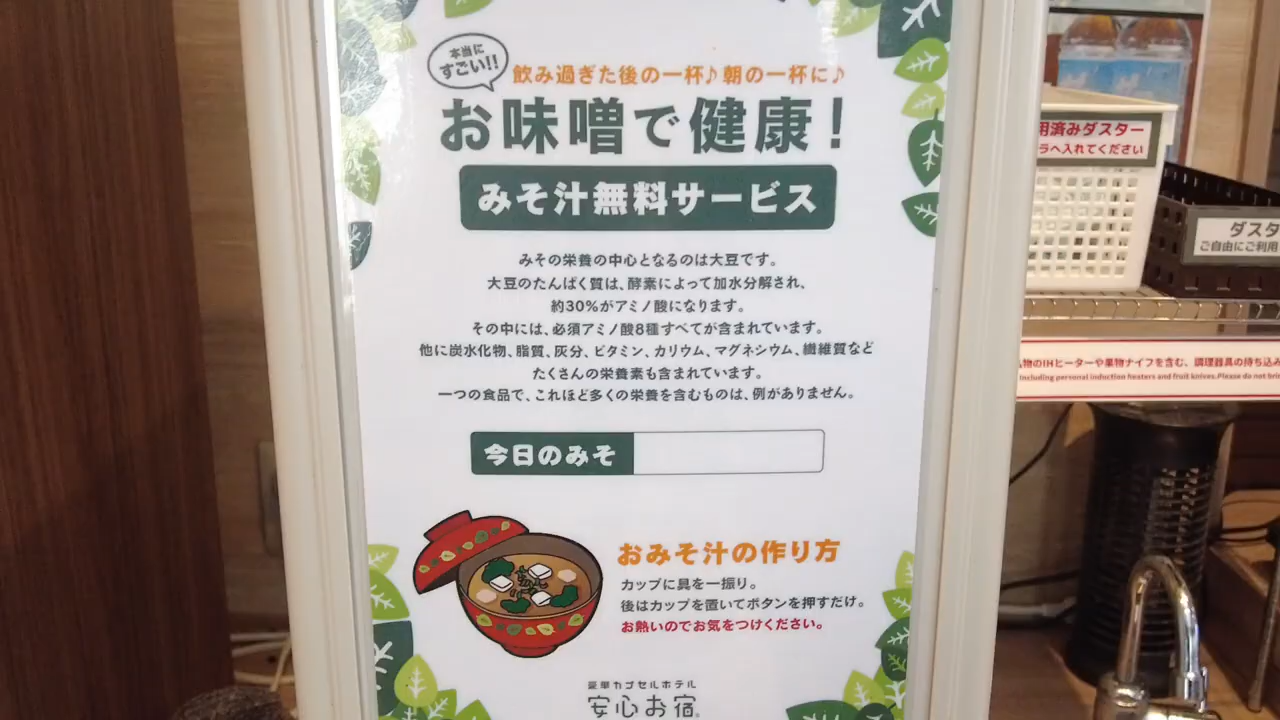 本当に
すごい!!
飲み過ぎた後の一杯♪朝の一杯に♪
お味噌で健康！
みそ汁無料サービス
みその栄養の中心となるのは大豆です。
大豆のたんぱく質は、酵素によって加水分解され、
約30%がアミノ酸になります。
その中には、必須アミノ酸8種すべてが含まれています。
他に炭水化物、脂質、灰分、ビタミン、カリウム、マグネシウム、繊維質など
たくさんの栄養素も含まれています。
一つの食品で、これほど多くの栄養を含むものは、例がありません。
今日のみそ
おみそ汁の作り方
カップに具を一振り。
後はカップを置いてボタンを押すだけ。
お熱いのでお気をつけください。
豪華カプセルホテル
安心お宿
用済みダスター
ラへ入れてください
ダスタ
ご自由にご利用
物のIHヒーターや果物ナイフを含む、調理器具の持ち込み
including personal induction heaters and fruit knives.Please do not brin